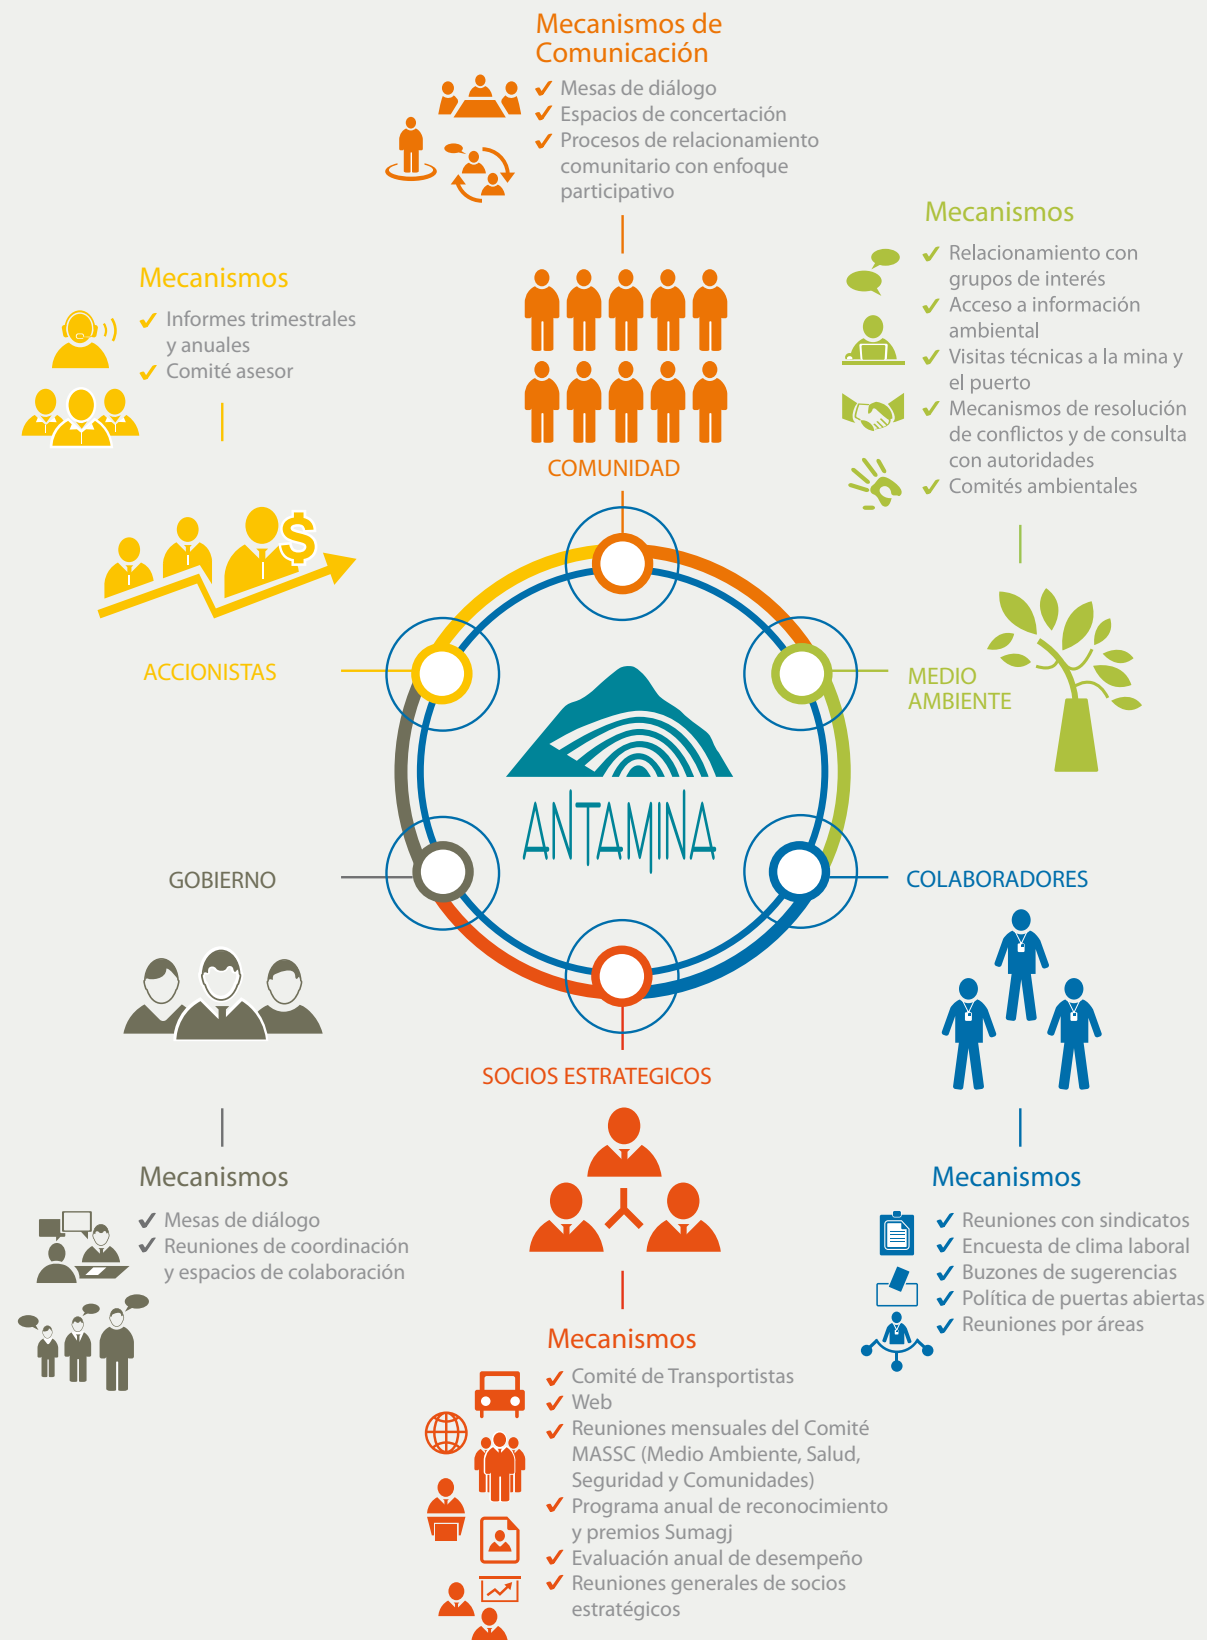 Mecanismos de
Comunicación
Mesas de diálogo
Espacios de concertación
Procesos de relacionamiento
comunitario con enfoque
participativo
Mecanismos
Relacionamiento con
grupos de interés
Acceso a información
ambiental
Visitas técnicas a la mina y
el puerto
Mecanismos de resolución
de conflictos y de consulta
con autoridades
Comités ambientales
Mecanismos
Informes trimestrales
y anuales
Comité asesor
COMUNIDAD
$
ACCIONISTAS
MEDIO
AMBIENTE
ANTAMINA
GOBIERNO
COLABORADORES
SOCIOS ESTRATEGICOS
Mecanismos
Mesas de diálogo
Reuniones de coordinación
y espacios de colaboración
Mecanismos
Reuniones con sindicatos
Encuesta de clima laboral
Buzones de sugerencias
Política de puertas abiertas
Reuniones por áreas
Mecanismos
Comité de Transportistas
Web
Reuniones mensuales del Comité
MASSC (Medio Ambiente, Salud,
Seguridad y Comunidades)
Programa anual de reconocimiento
y premios Sumagj
Evaluación anual de desempeño
Reuniones generales de socios
estratégicos